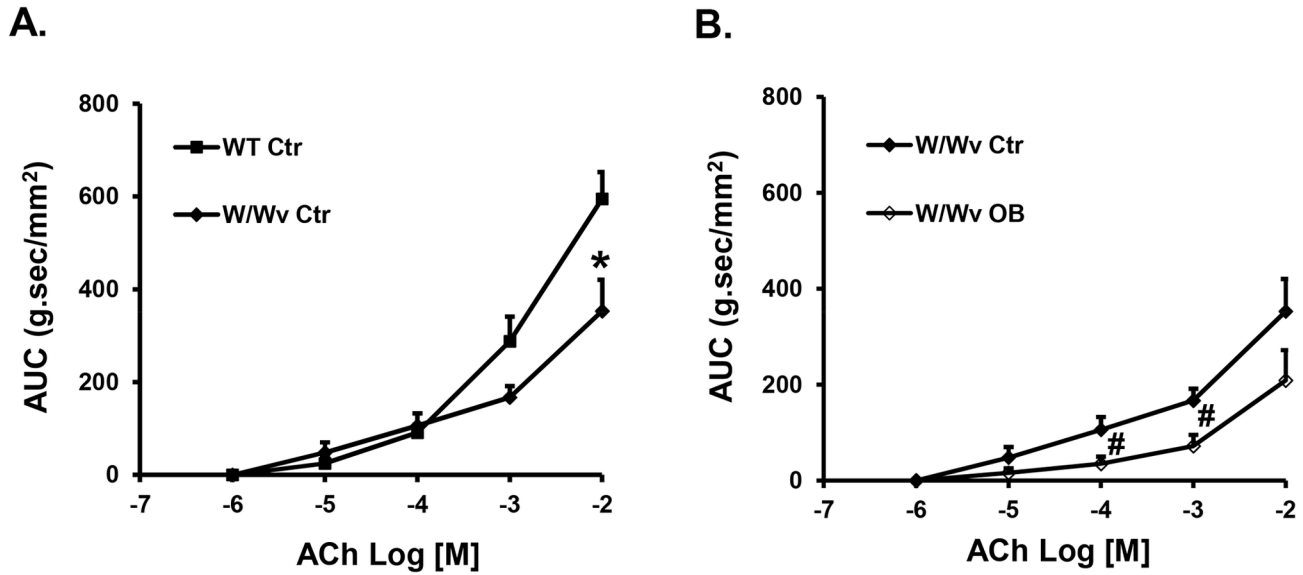 A.
AUC (g.sec/mm²)
800
600
400
200
0
WT Ctr
W/Wv Ctr
*
-7 -6 -5 -4 -3 -2
ACh Log [M]
B.
AUC (g.sec/mm²)
800
600
400
200
0
W/Wv Ctr
W/Wv OB
#
#
-7 -6 -5 -4 -3 -2
ACh Log [M]